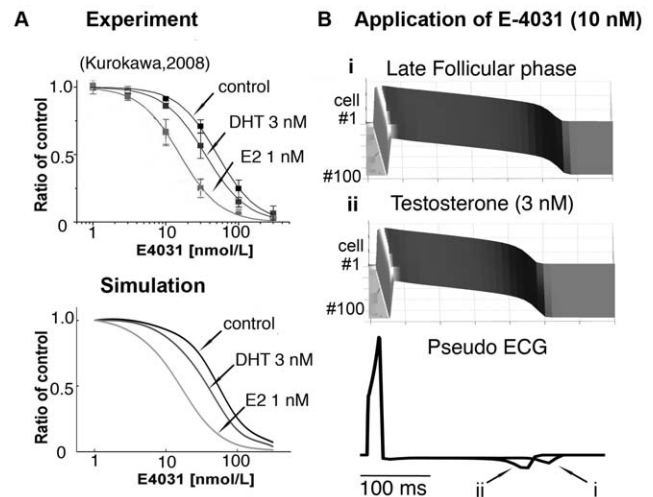 A
Experiment
(Kurokawa,2008)
Ratio of control
1.0
0.5
0
control
DHT 3 nM
E2 1 nM
1
10
100
E4031 [nmol/L]
Simulation
Ratio of control
1.0
0.5
0
control
DHT 3 nM
E2 1 nM
1
10
100
E4031 [nmol/L]
B
Application of E-4031 (10 nM)
i
Late Follicular phase
cell
#1
#100
ii
Testosterone (3 nM)
cell
#1
#100
Pseudo ECG
100 ms
ii
i